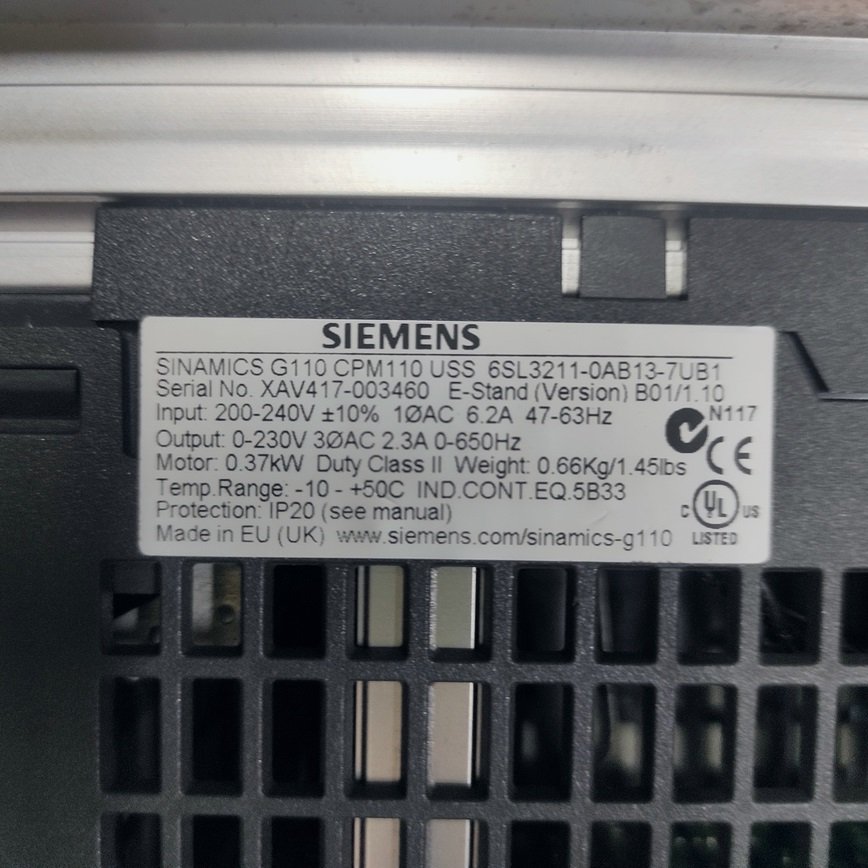 SIEMENS
SINAMICS G110 CPM110 USS 6SL3211-0AB13-7UB1
Serial No. XAV417-003460 E-Stand (Version) B01/1.10
Input: 200-240V ±10% 1ØAC 6.2A 47-63Hz
N117
Output: 0-230V 3ØAC 2.3A 0-650Hz
CE
Motor: 0.37kW Duty Class II Weight: 0.66Kg/1.45lbs
Temp.Range: -10 - +50C IND.CONT.EQ.5B33
C UL US
Protection: IP20 (see manual)
Made in EU (UK) www.siemens.com/sinamics-g110
LISTED